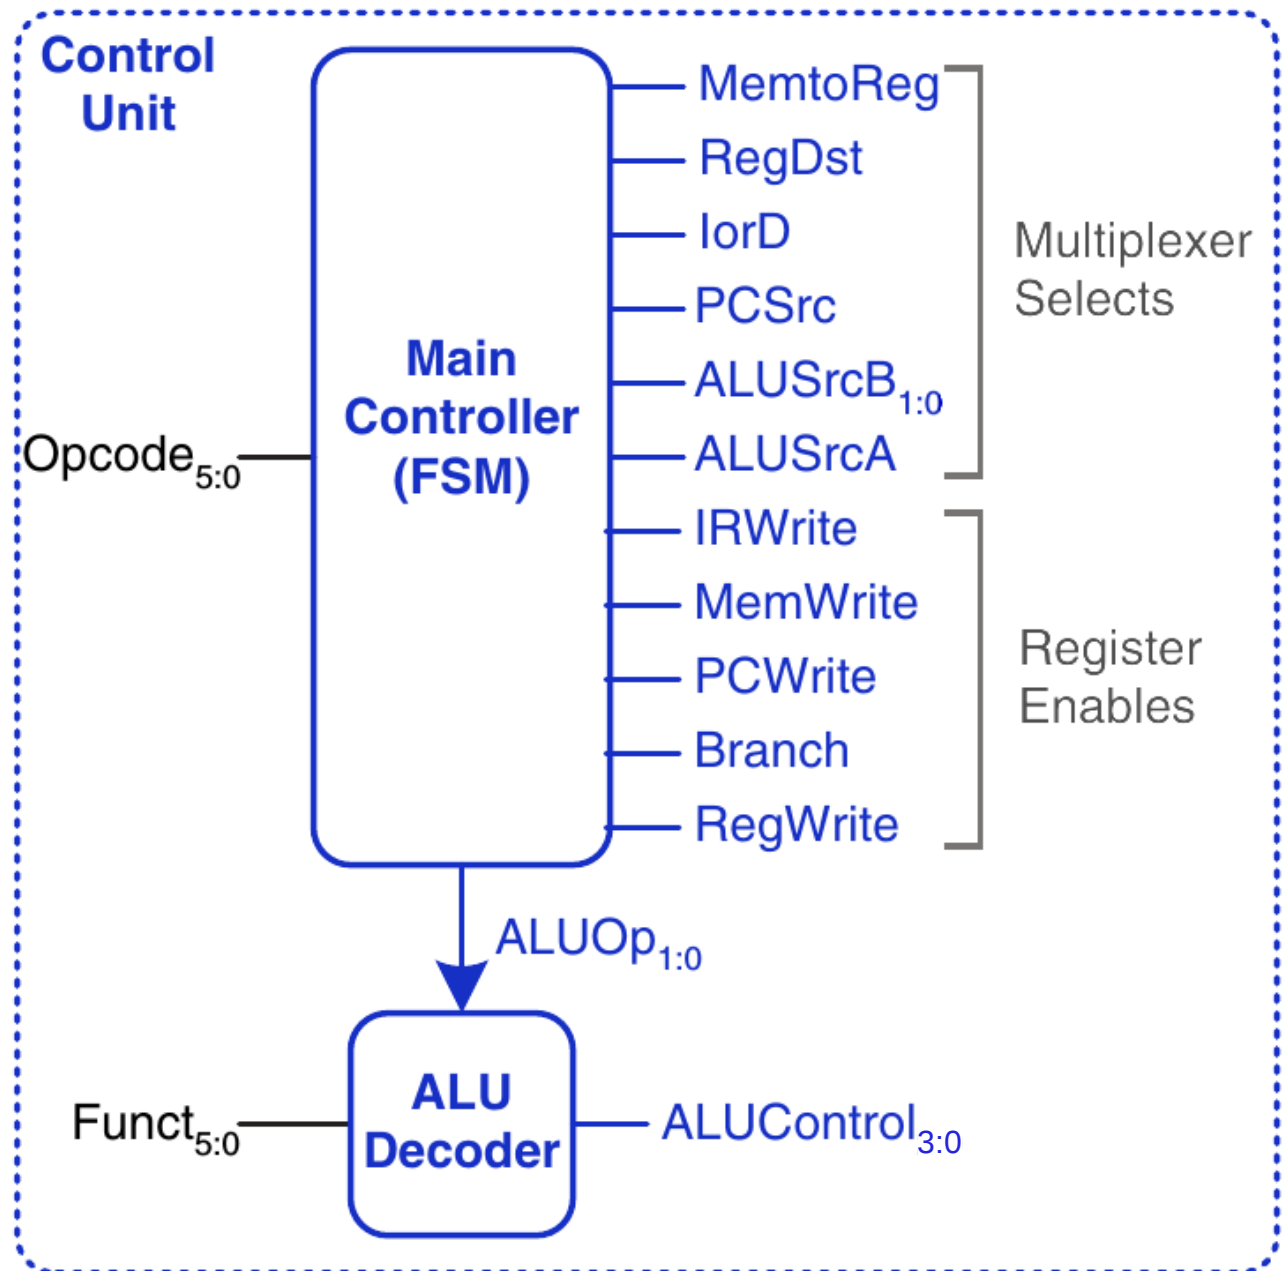 Control
Unit
MemtoReg
RegDst
IorD
PCSrc
ALUSrcB1:0
ALUSrcA
Multiplexer
Selects
Main
Controller
(FSM)
Opcode5:0
IRWrite
MemWrite
PCWrite
Branch
RegWrite
Register
Enables
ALUOp1:0
ALU
Decoder
Funct5:0
ALUControl3:0